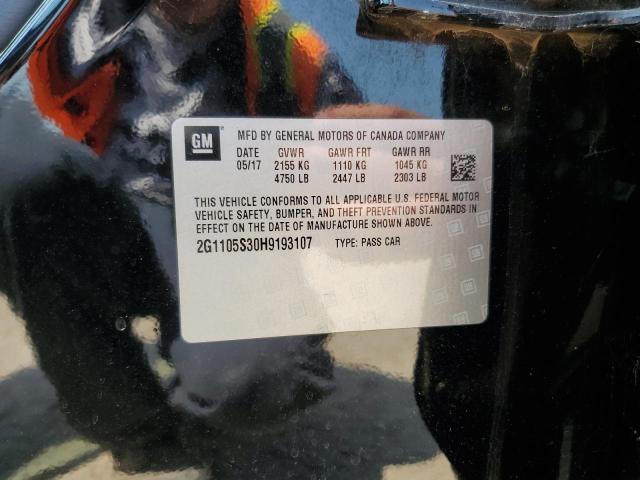 GM MFD BY GENERAL MOTORS OF CANADA COMPANY
DATE GVWR GAWR FRT GAWR RR
05/17 2155 KG 1110 KG 1045 KG
4750 LB 2447 LB 2303 LB
THIS VEHICLE CONFORMS TO ALL APPLICABLE U.S. FEDERAL MOTOR
VEHICLE SAFETY, BUMPER, AND THEFT PREVENTION STANDARDS IN
EFFECT ON THE DATE OF MANUFACTURE SHOWN ABOVE.
2G1105S30H9193107 TYPE: PASS CAR